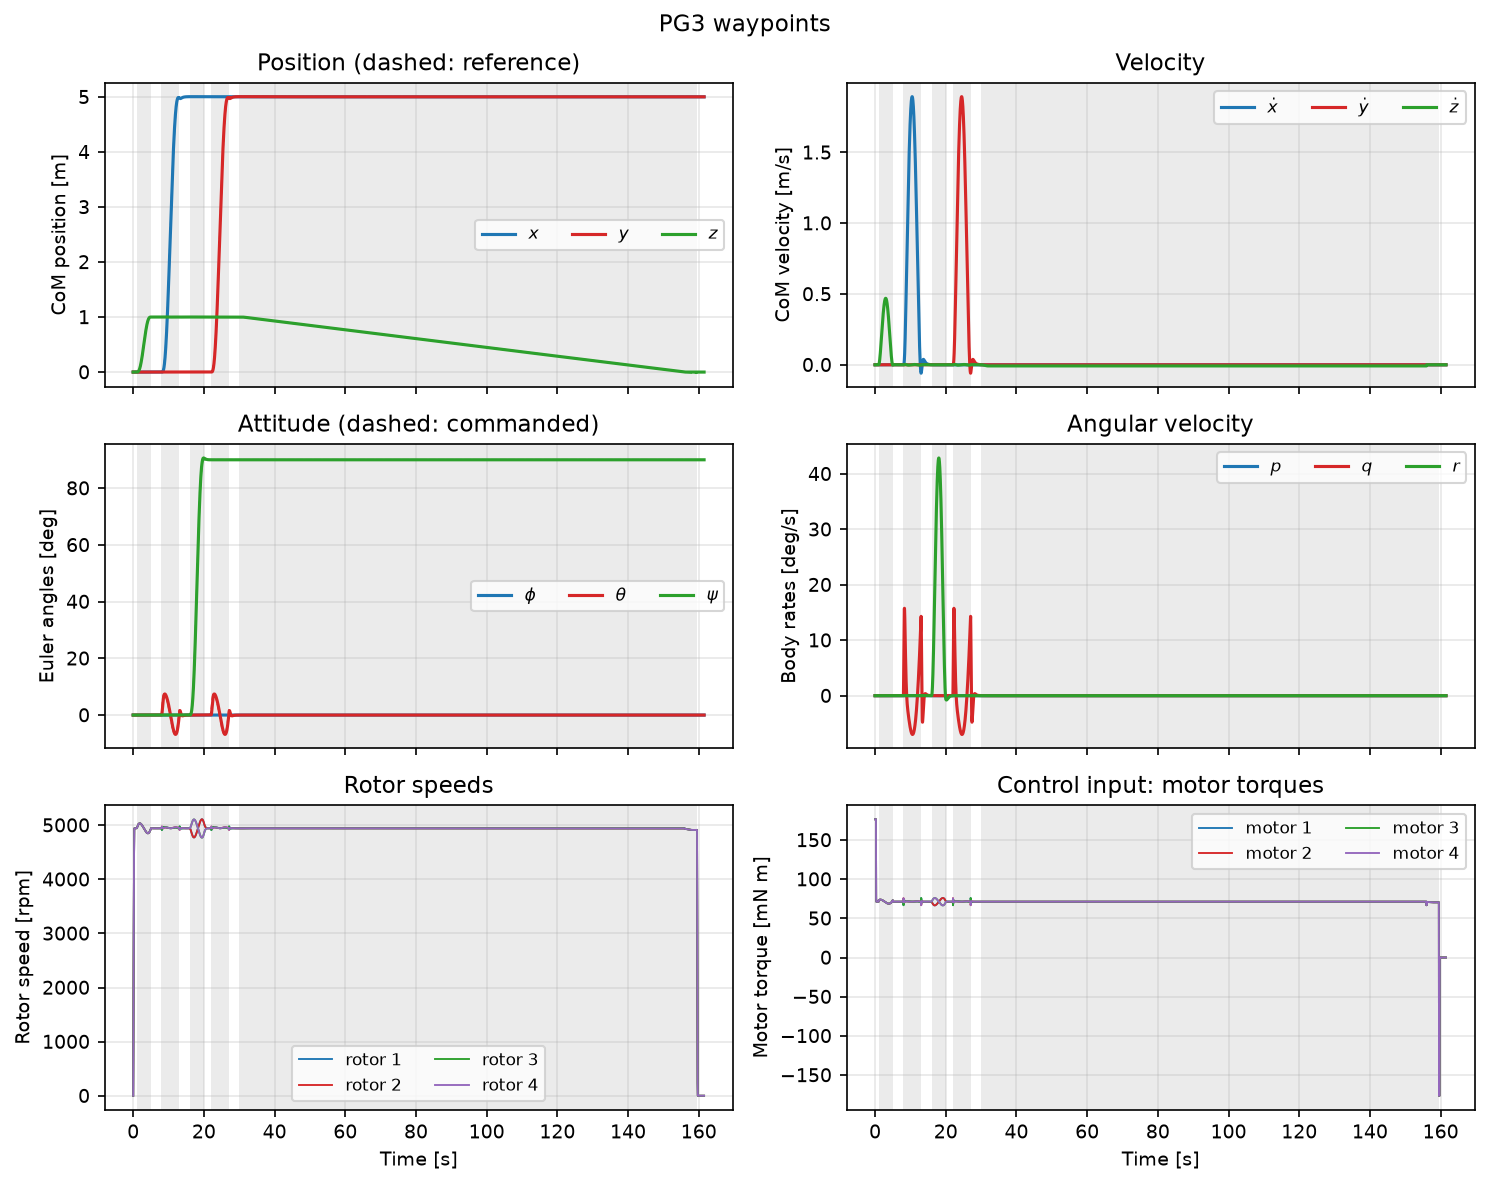 PG3 waypoints
Position (dashed: reference)
CoM position [m]
5
4
3
2
1
0
x y z
Velocity
CoM velocity [m/s]
1.5
1.0
0.5
0.0
ẋ ẏ ż
Attitude (dashed: commanded)
Euler angles [deg]
80
60
40
20
0
ϕ θ ψ
Angular velocity
Body rates [deg/s]
40
30
20
10
0
p q r
Rotor speeds
Rotor speed [rpm]
5000
4000
3000
2000
1000
0
rotor 1 rotor 3
rotor 2 rotor 4
0 20 40 60 80 100 120 140 160
Time [s]
Control input: motor torques
Motor torque [mN m]
150
100
50
0
−50
−100
−150
motor 1 motor 3
motor 2 motor 4
0 20 40 60 80 100 120 140 160
Time [s]